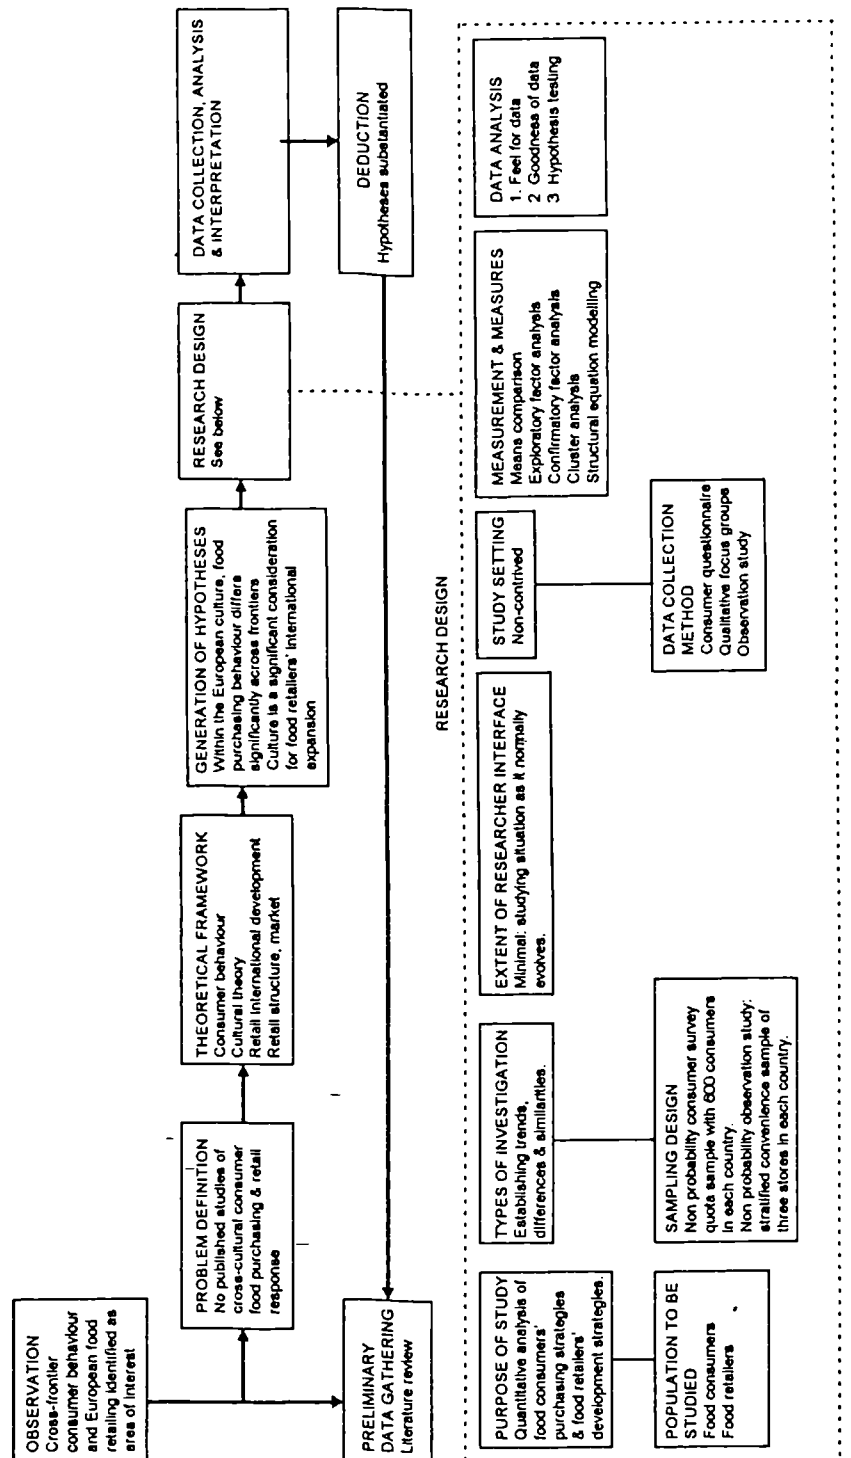 OBSERVATION
Cross-frontier
consumer behaviour
and European food
retailing identified as
area of interest
PROBLEM DEFINITION
No published studies of
cross-cultural consumer
food purchasing & retail
response
THEORETICAL FRAMEWORK
Consumer behaviour
Cultural theory
Retail international development
Retail structure, market
GENERATION OF HYPOTHESES
Within the European culture, food
purchasing behaviour differs
significantly across frontiers
Culture is a significant consideration
for food retailers' international
expansion
RESEARCH DESIGN
See below
DATA COLLECTION, ANALYSIS
& INTERPRETATION
PRELIMINARY
DATA GATHERING
Literature review
DEDUCTION
Hypotheses substantiated
RESEARCH DESIGN
PURPOSE OF STUDY
Quantitative analysis of
food consumers'
purchasing strategies
& food retailers'
development strategies.
TYPES OF INVESTIGATION
Establishing trends,
differences & similarities.
EXTENT OF RESEARCHER INTERFACE
Minimal: studying situation as it normally
evolves.
STUDY SETTING
Non-contrived
MEASUREMENT & MEASURES
Means comparison
Exploratory factor analysis
Confirmatory factor analysis
Cluster analysis
Structural equation modelling
DATA ANALYSIS
1. Feel for data
2 Goodness of data
3 Hypothesis testing
POPULATION TO BE
STUDIED
Food consumers
Food retailers
SAMPLING DESIGN
Non probability consumer survey
quota sample with 600 consumers
in each country.
Non probability observation study:
stratified convenience sample of
three stores in each country.
DATA COLLECTION
METHOD
Consumer questionnaire
Qualitative focus groups
Observation study